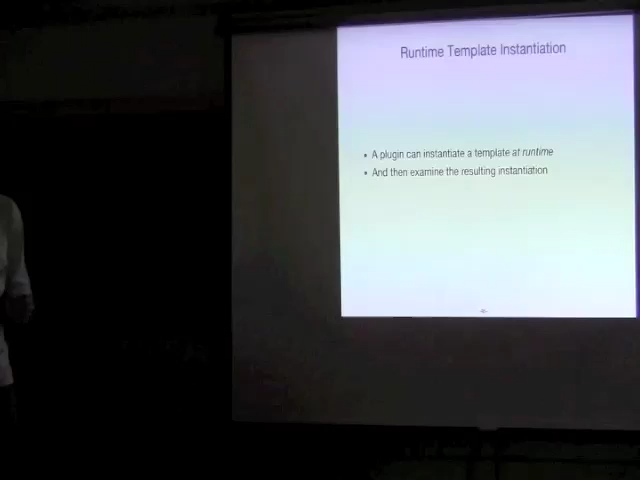 Runtime Template Instantiation
• A plugin can instantiate a template at runtime
• And then examine the resulting instantiation